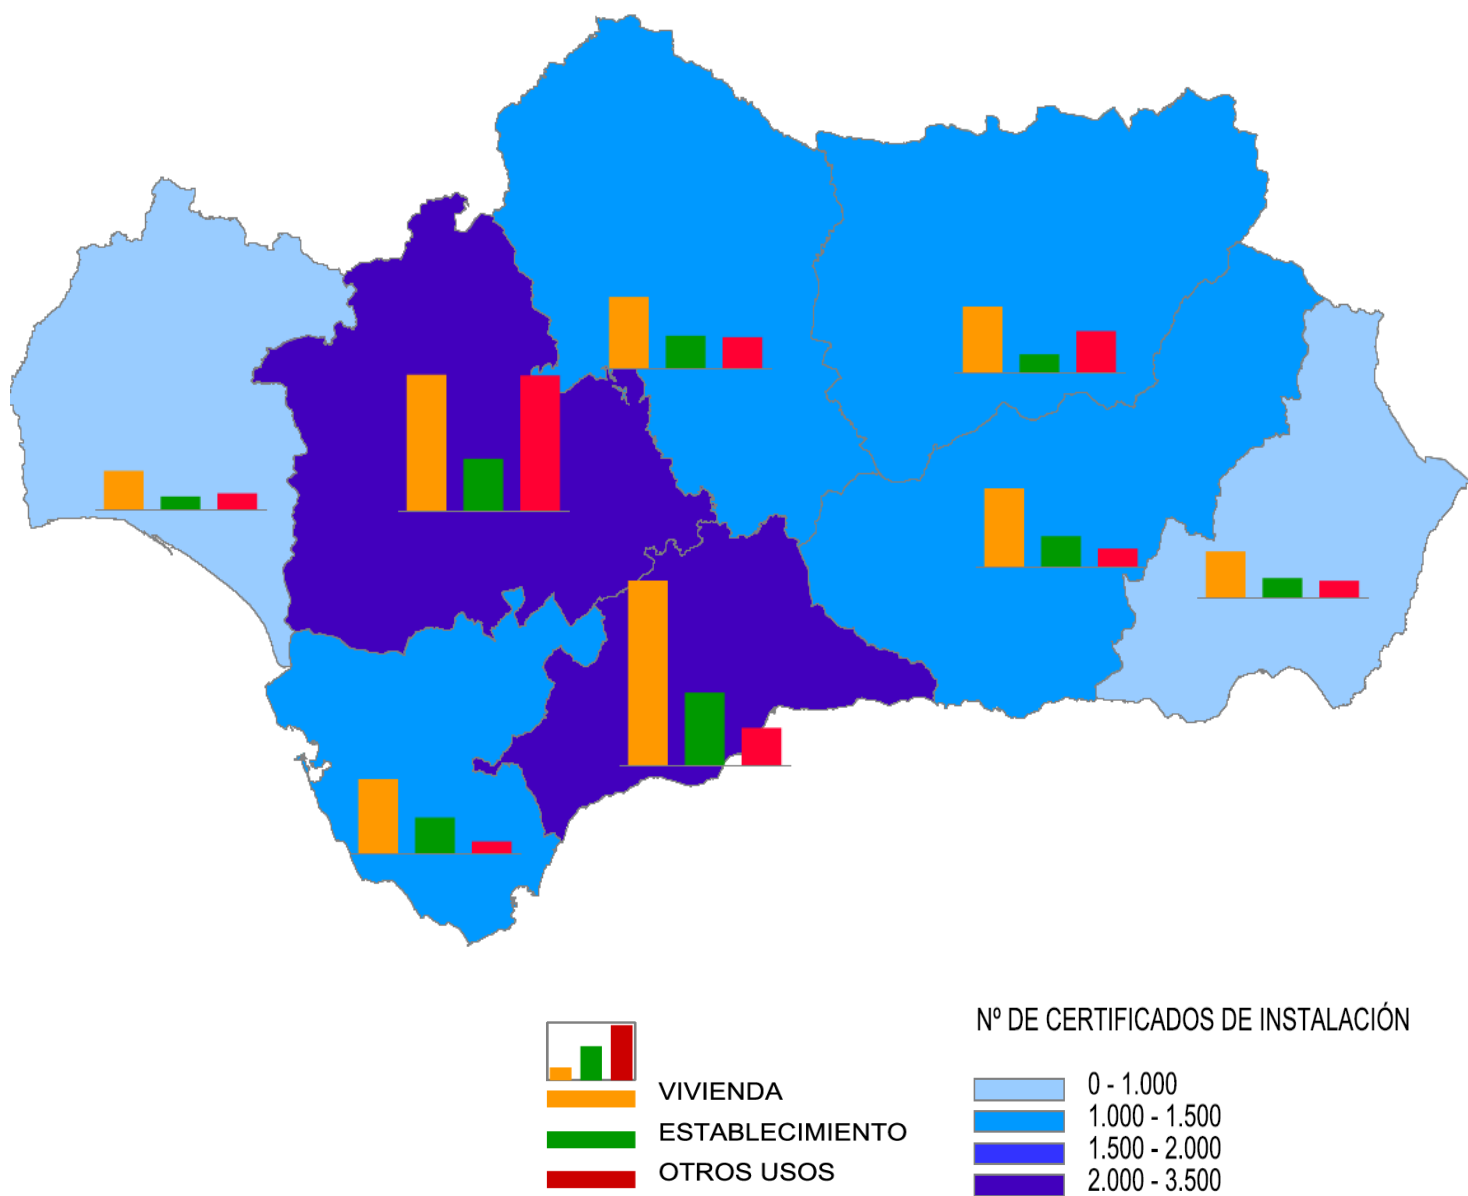 Nº DE CERTIFICADOS DE INSTALACIÓN
VIVIENDA
ESTABLECIMIENTO
OTROS USOS
0 - 1.000
1.000 - 1.500
1.500 - 2.000
2.000 - 3.500